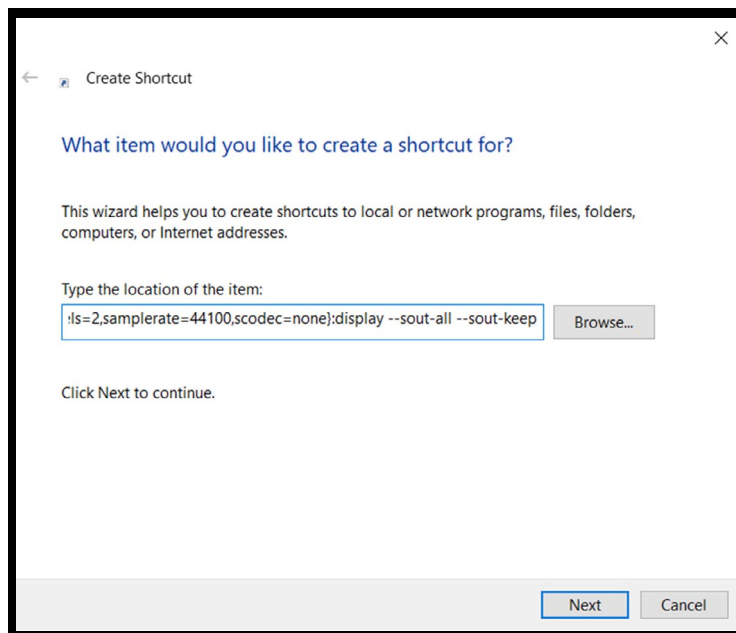 Create Shortcut
What item would you like to create a shortcut for?
This wizard helps you to create shortcuts to local or network programs, files, folders,
computers, or Internet addresses.
Type the location of the item:
ls=2,samplerate=44100,scodec=none}:display --sout-all --sout-keep
Browse...
Click Next to continue.
Next
Cancel